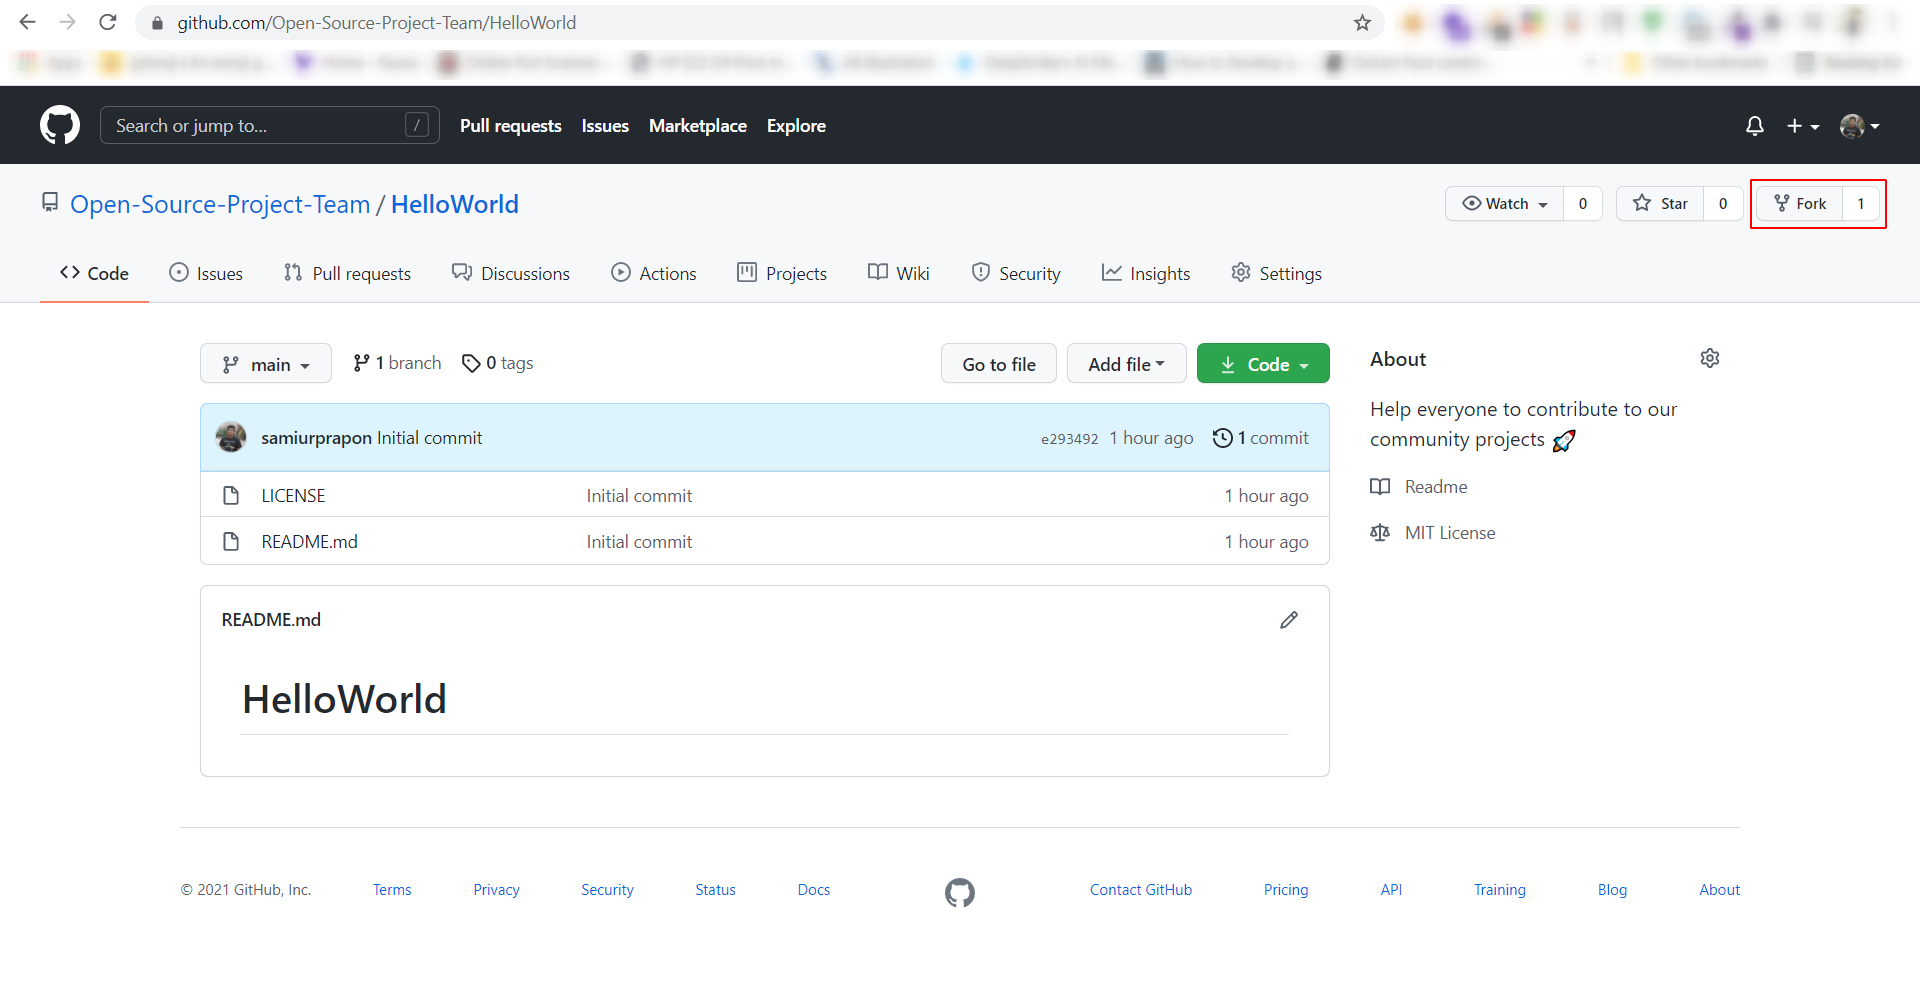 github.com/Open-Source-Project-Team/HelloWorld
Search or jump to... /
Pull requests Issues Marketplace Explore
Open-Source-Project-Team / HelloWorld
Watch 0 Star 0 Fork 1
Code Issues Pull requests Discussions Actions Projects Wiki Security Insights Settings
main 1 branch 0 tags Go to file Add file Code
samiurprapon Initial commit e293492 1 hour ago 1 commit
LICENSE Initial commit 1 hour ago
README.md Initial commit 1 hour ago
README.md
HelloWorld
About
Help everyone to contribute to our
community projects 🚀
Readme
MIT License
© 2021 GitHub, Inc. Terms Privacy Security Status Docs Contact GitHub Pricing API Training Blog About